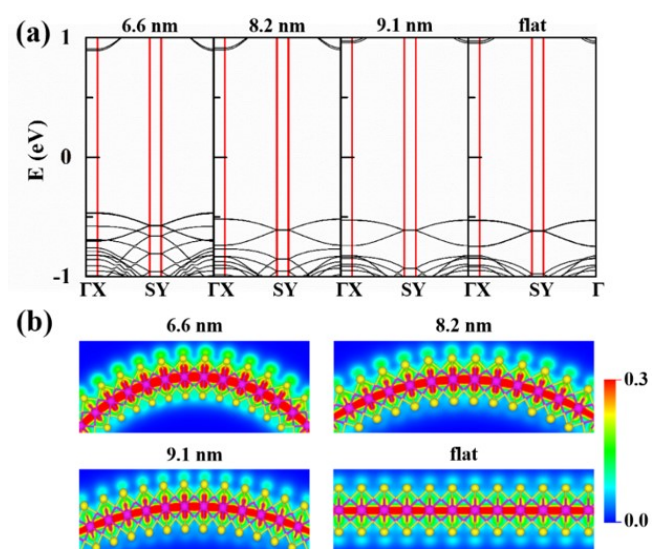 (a) 6.6 nm 8.2 nm 9.1 nm flat
1
E (eV)
0
-1
ΓX SY ΓX SY ΓX SY ΓX SY Γ
(b) 6.6 nm 8.2 nm
0.3
9.1 nm flat
0.0